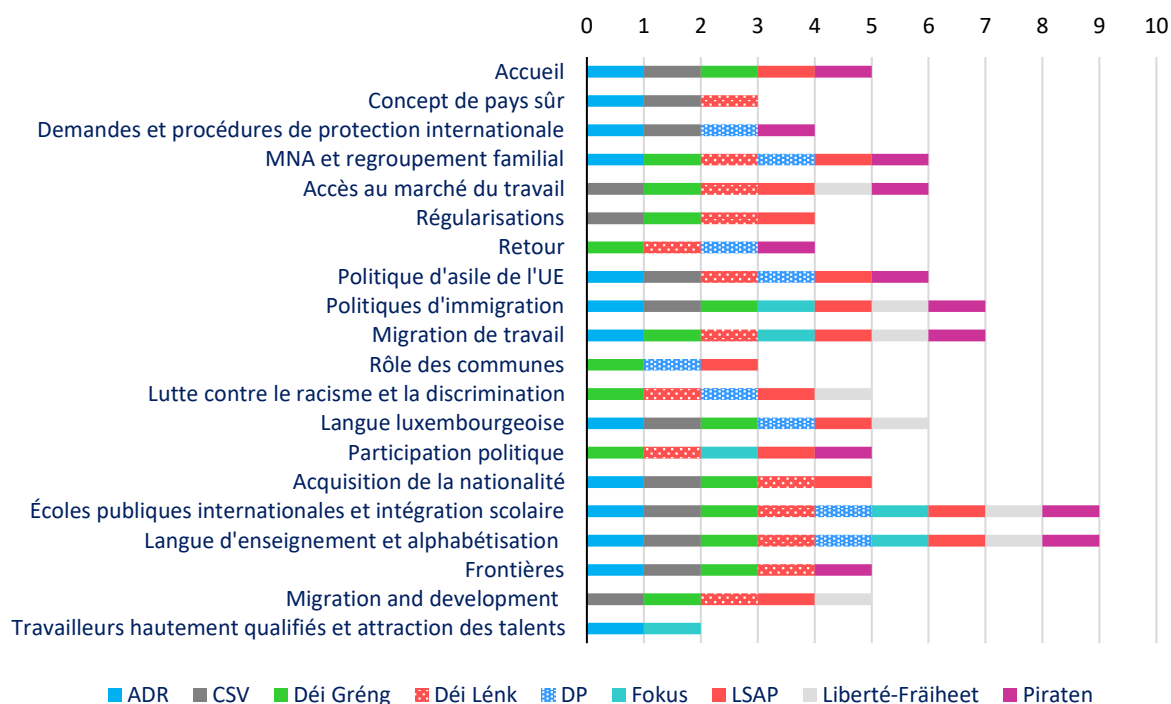 0 1 2 3 4 5 6 7 8 9 10
Accueil
Concept de pays sûr
Demandes et procédures de protection internationale
MNA et regroupement familial
Accès au marché du travail
Régularisations
Retour
Politique d'asile de l'UE
Politiques d'immigration
Migration de travail
Rôle des communes
Lutte contre le racisme et la discrimination
Langue luxembourgeoise
Participation politique
Acquisition de la nationalité
Écoles publiques internationales et intégration scolaire
Langue d'enseignement et alphabétisation
Frontières
Migration and development
Travailleurs hautement qualifiés et attraction des talents
ADR CSV Déi Gréng Déi Lénk DP Fokus LSAP Liberté-Fräiheet Piraten